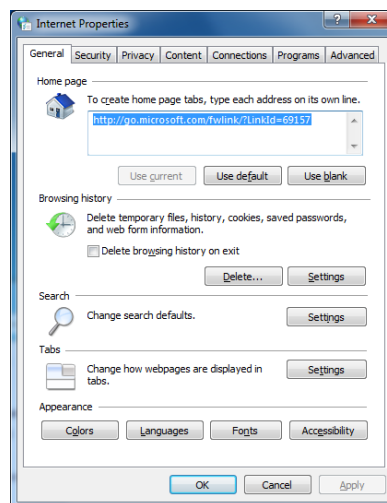 Internet Properties
General Security Privacy Content Connections Programs Advanced
Home page
To create home page tabs, type each address on its own line.
http://go.microsoft.com/fwlink/?LinkId=69157
Use current Use default Use blank
Browsing history
Delete temporary files, history, cookies, saved passwords,
and web form information.
Delete browsing history on exit
Delete... Settings
Search
Change search defaults. Settings
Tabs
Change how webpages are displayed in
tabs. Settings
Appearance
Colors Languages Fonts Accessibility
OK Cancel Apply